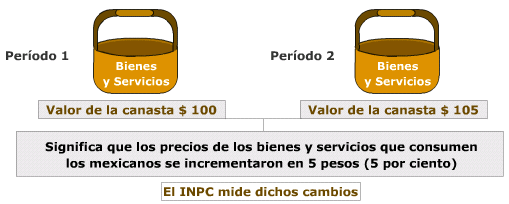 Período 1
Bienes
y Servicios
Período 2
Bienes
y Servicios
Valor de la canasta $ 100
Valor de la canasta $ 105
Significa que los precios de los bienes y servicios que consumen
los mexicanos se incrementaron en 5 pesos (5 por ciento)
El INPC mide dichos cambios